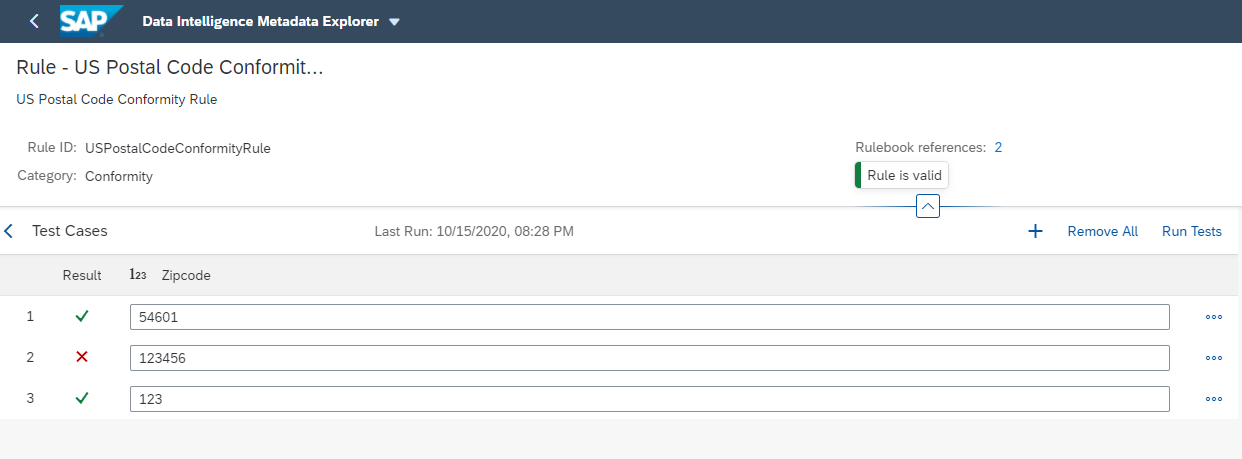 SAP Data Intelligence Metadata Explorer
Rule - US Postal Code Conformit...
US Postal Code Conformity Rule
Rule ID: USPostalCodeConformityRule
Rulebook references: 2
Category: Conformity
Rule is valid
Test Cases Last Run: 10/15/2020, 08:28 PM + Remove All Run Tests
Result 123 Zipcode
1 54601
2 123456
3 123